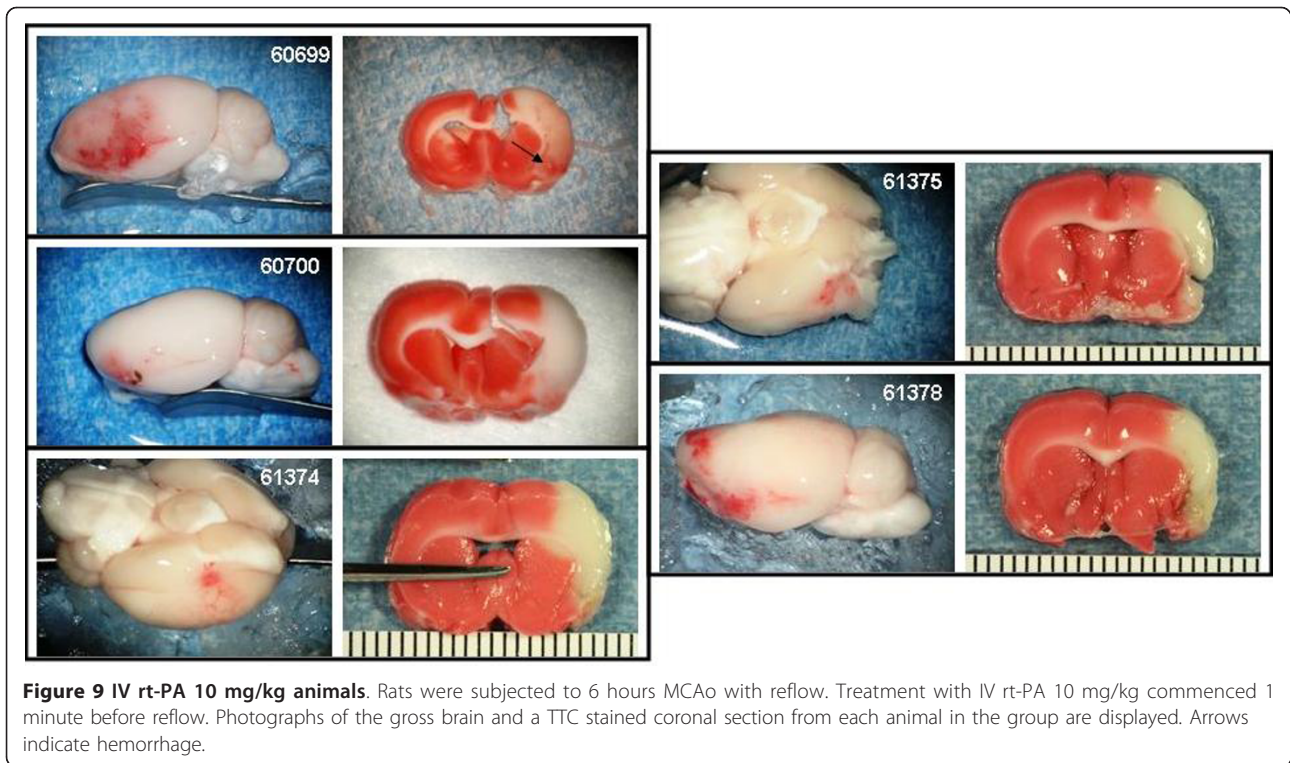 60699
60700
61374
61375
61378
Figure 9 IV rt-PA 10 mg/kg animals. Rats were subjected to 6 hours MCAo with reflow. Treatment with IV rt-PA 10 mg/kg commenced 1
minute before reflow. Photographs of the gross brain and a TTC stained coronal section from each animal in the group are displayed. Arrows
indicate hemorrhage.